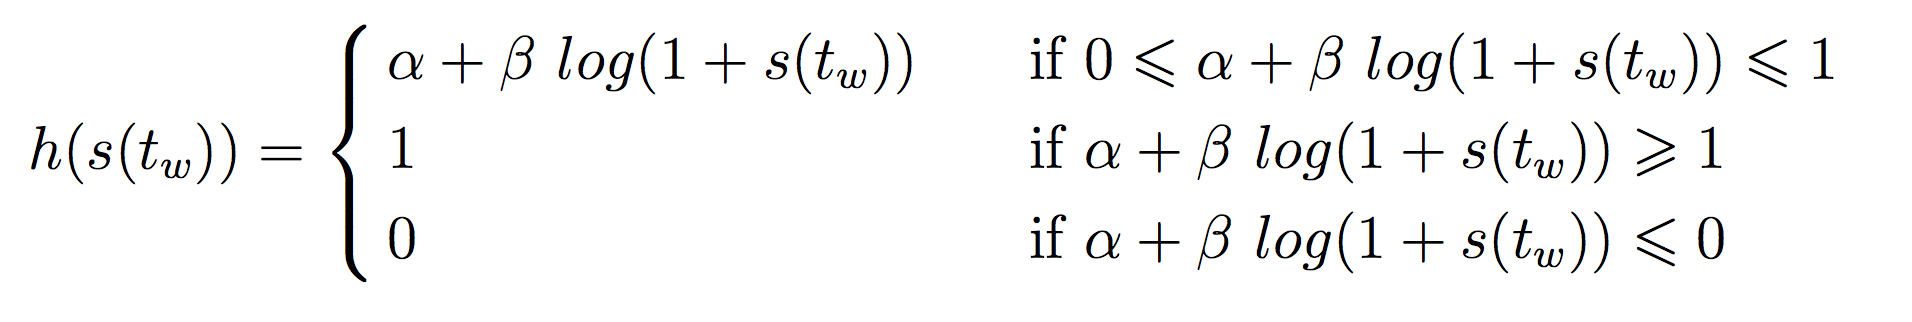 α + β log(1 + s(t_w)) if 0 ⩽ α + β log(1 + s(t_w)) ⩽ 1
h(s(t_w)) = { 1 if α + β log(1 + s(t_w)) ⩾ 1
0 if α + β log(1 + s(t_w)) ⩽ 0